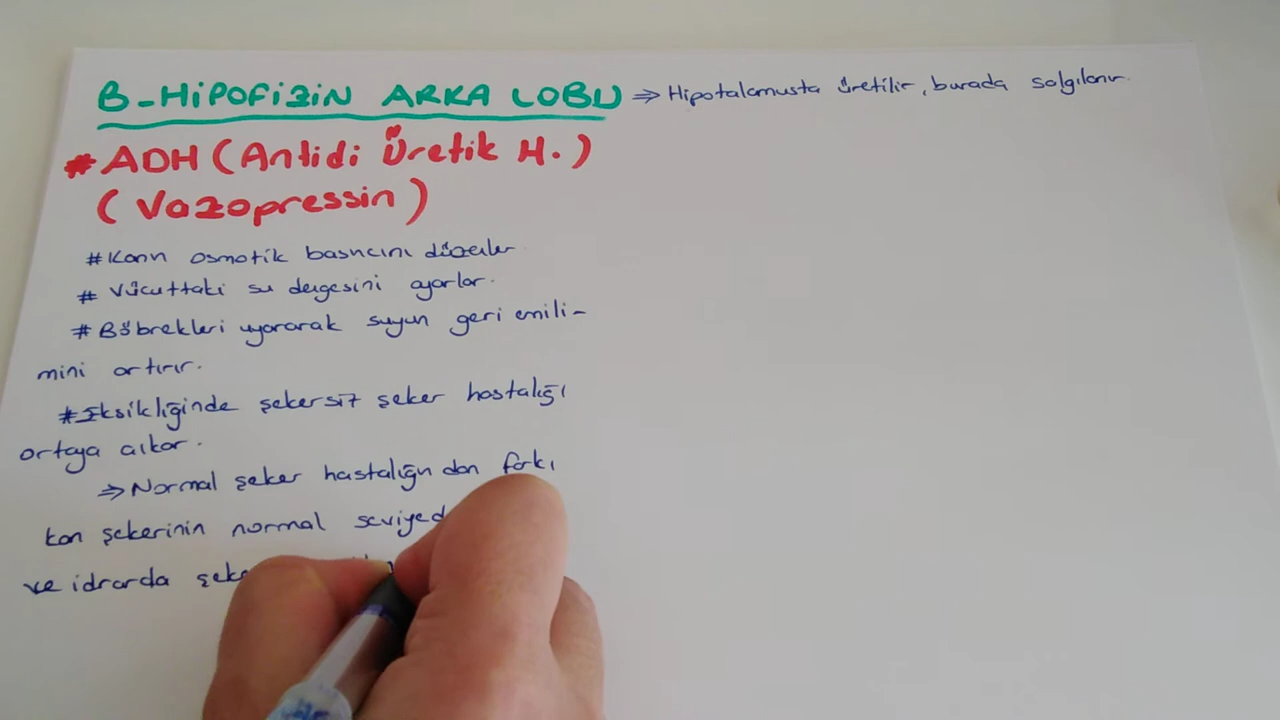 B-HİPOFİZİN ARKA LOBU ⇒ Hipotalamusta üretilir, burada salgılanır.
* ADH (Antidi Üretik H.)
(Vazopressin)
# Kanın osmotik basıncını düzenler.
# Vücuttaki su dengesini ayarlar.
# Böbrekleri uyararak suyun geri emili-
mini artırır.
# Eksikliğinde şekersiz şeker hastalığı
ortaya çıkar.
⇒ Normal şeker hastalığından farkı
kan şekerinin normal
ve idrarda